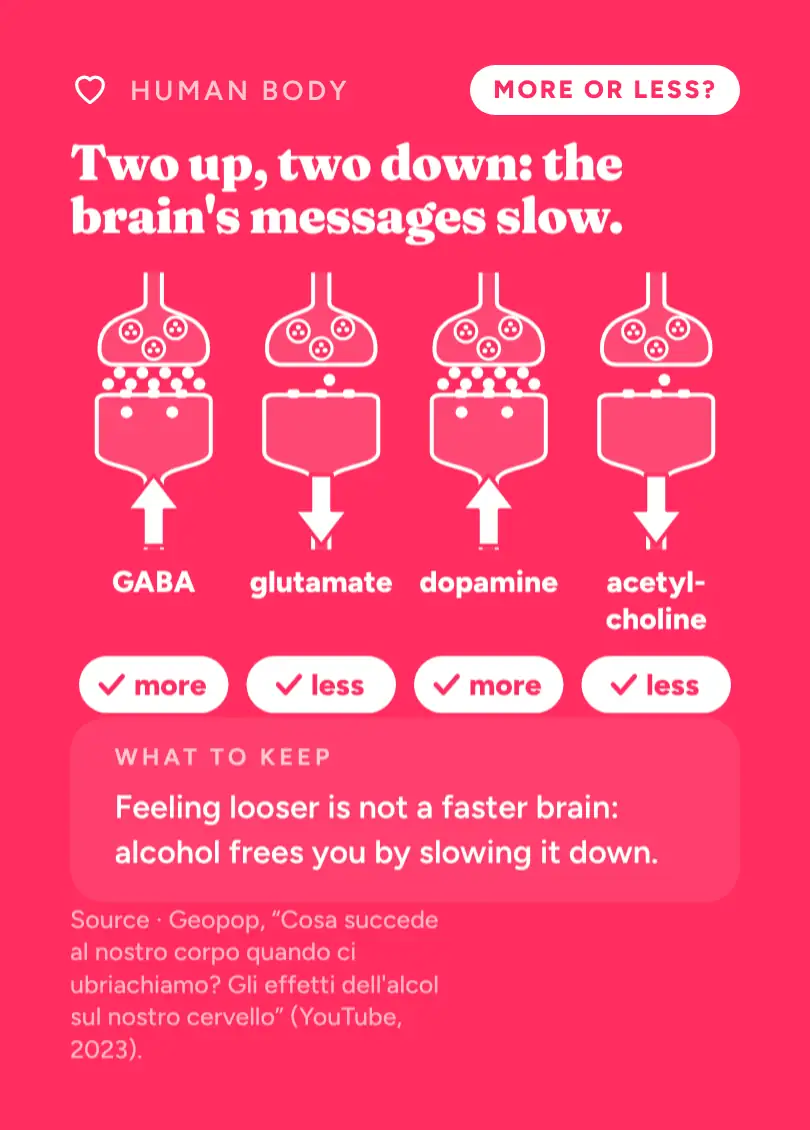 HUMAN BODY
MORE OR LESS?
Two up, two down: the
brain's messages slow.
GABA
glutamate
dopamine
acetyl-
choline
more
less
more
less
WHAT TO KEEP
Feeling looser is not a faster brain:
alcohol frees you by slowing it down.
Source · Geopop, “Cosa succede
al nostro corpo quando ci
ubriachiamo? Gli effetti dell'alcol
sul nostro cervello” (YouTube,
2023).